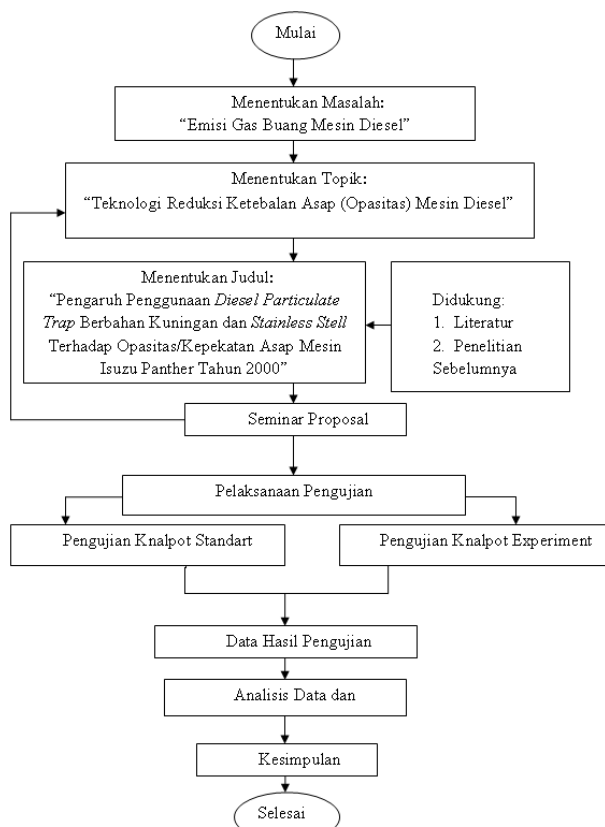 Mulai
Menentukan Masalah:
“Emisi Gas Buang Mesin Diesel”
Menentukan Topik:
“Teknologi Reduksi Ketebalan Asap (Opasitas) Mesin Diesel”
Menentukan Judul:
“Pengaruh Penggunaan Diesel Particulate
Trap Berbahan Kuningan dan Stainless Stell
Terhadap Opasitas/Kepekatan Asap Mesin
Isuzu Panther Tahun 2000”
Didukung:
1. Literatur
2. Penelitian
Sebelumnya
Seminar Proposal
Pelaksanaan Pengujian
Pengujian Knalpot Standart
Pengujian Knalpot Experiment
Data Hasil Pengujian
Analisis Data dan
Kesimpulan
Selesai